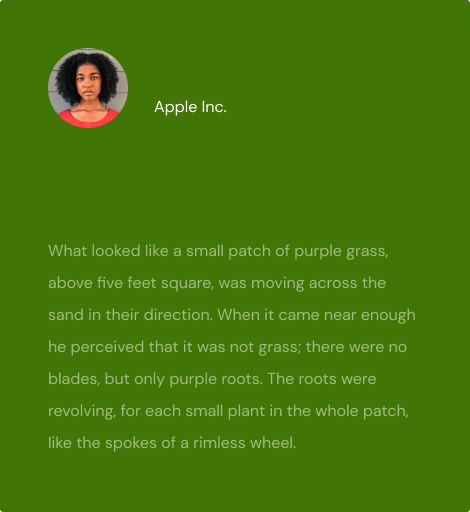 Apple Inc.
What looked like a small patch of purple grass,
above five feet square, was moving across the
sand in their direction. When it came near enough
he perceived that it was not grass; there were no
blades, but only purple roots. The roots were
revolving, for each small plant in the whole patch,
like the spokes of a rimless wheel.